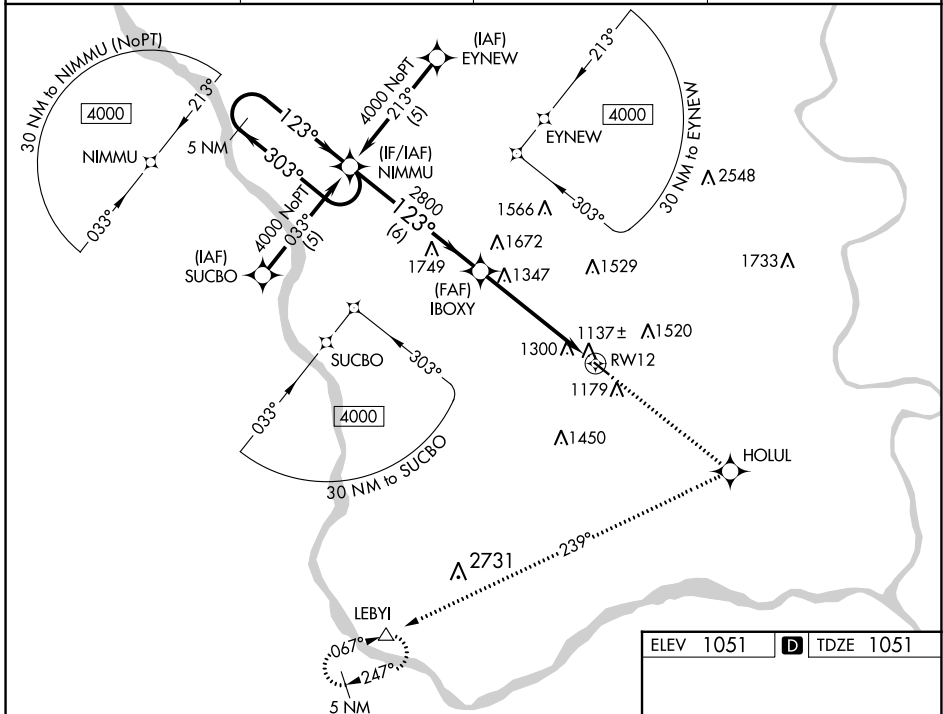 30 NM to NIMMU (NoPT)
4000
213°
NIMMU
033°
5 NM
123°
303°
(IAF)
EYNEW
4000 NoPT
213°
(5)
(IF/IAF)
NIMMU
4000 NoPT
033°
(5)
(IAF)
SUCBO
2800
123°
(6)
213°
EYNEW
4000
303°
30 NM to EYNEW
2548
1566
1672
1749
1347
1529
1733
(FAF)
IBOXY
1137±
1520
1300
RW12
1179
1450
SUCBO
303°
033°
4000
30 NM to SUCBO
HOLUL
239°
2731
LEBYI
067°
247°
5 NM
ELEV 1051 D TDZE 1051